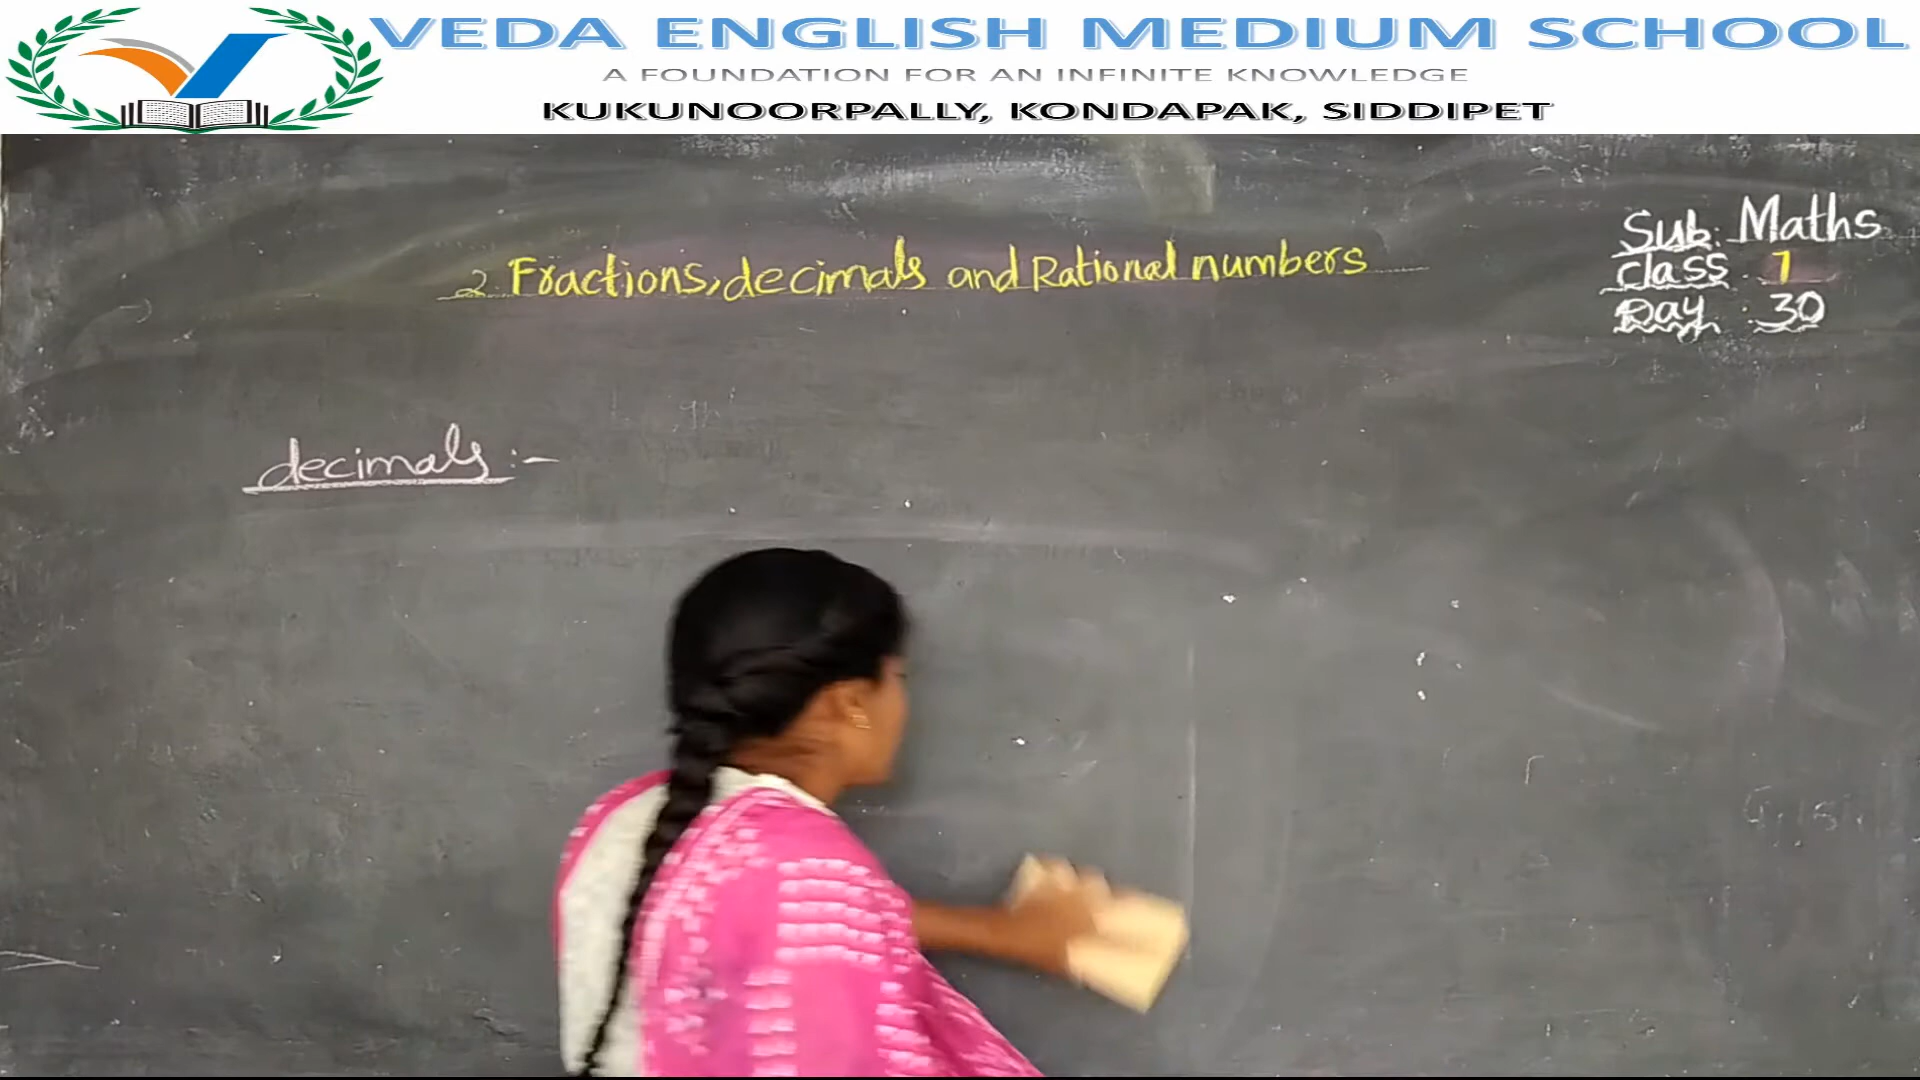 VEDA ENGLISH MEDIUM SCHOOL
A FOUNDATION FOR AN INFINITE KNOWLEDGE
KUKUNOORPALLY, KONDAPAK, SIDDIPET
Sub: Maths
class : 7
Day : 30
2. Fractions, decimals and Rational numbers
decimals :-